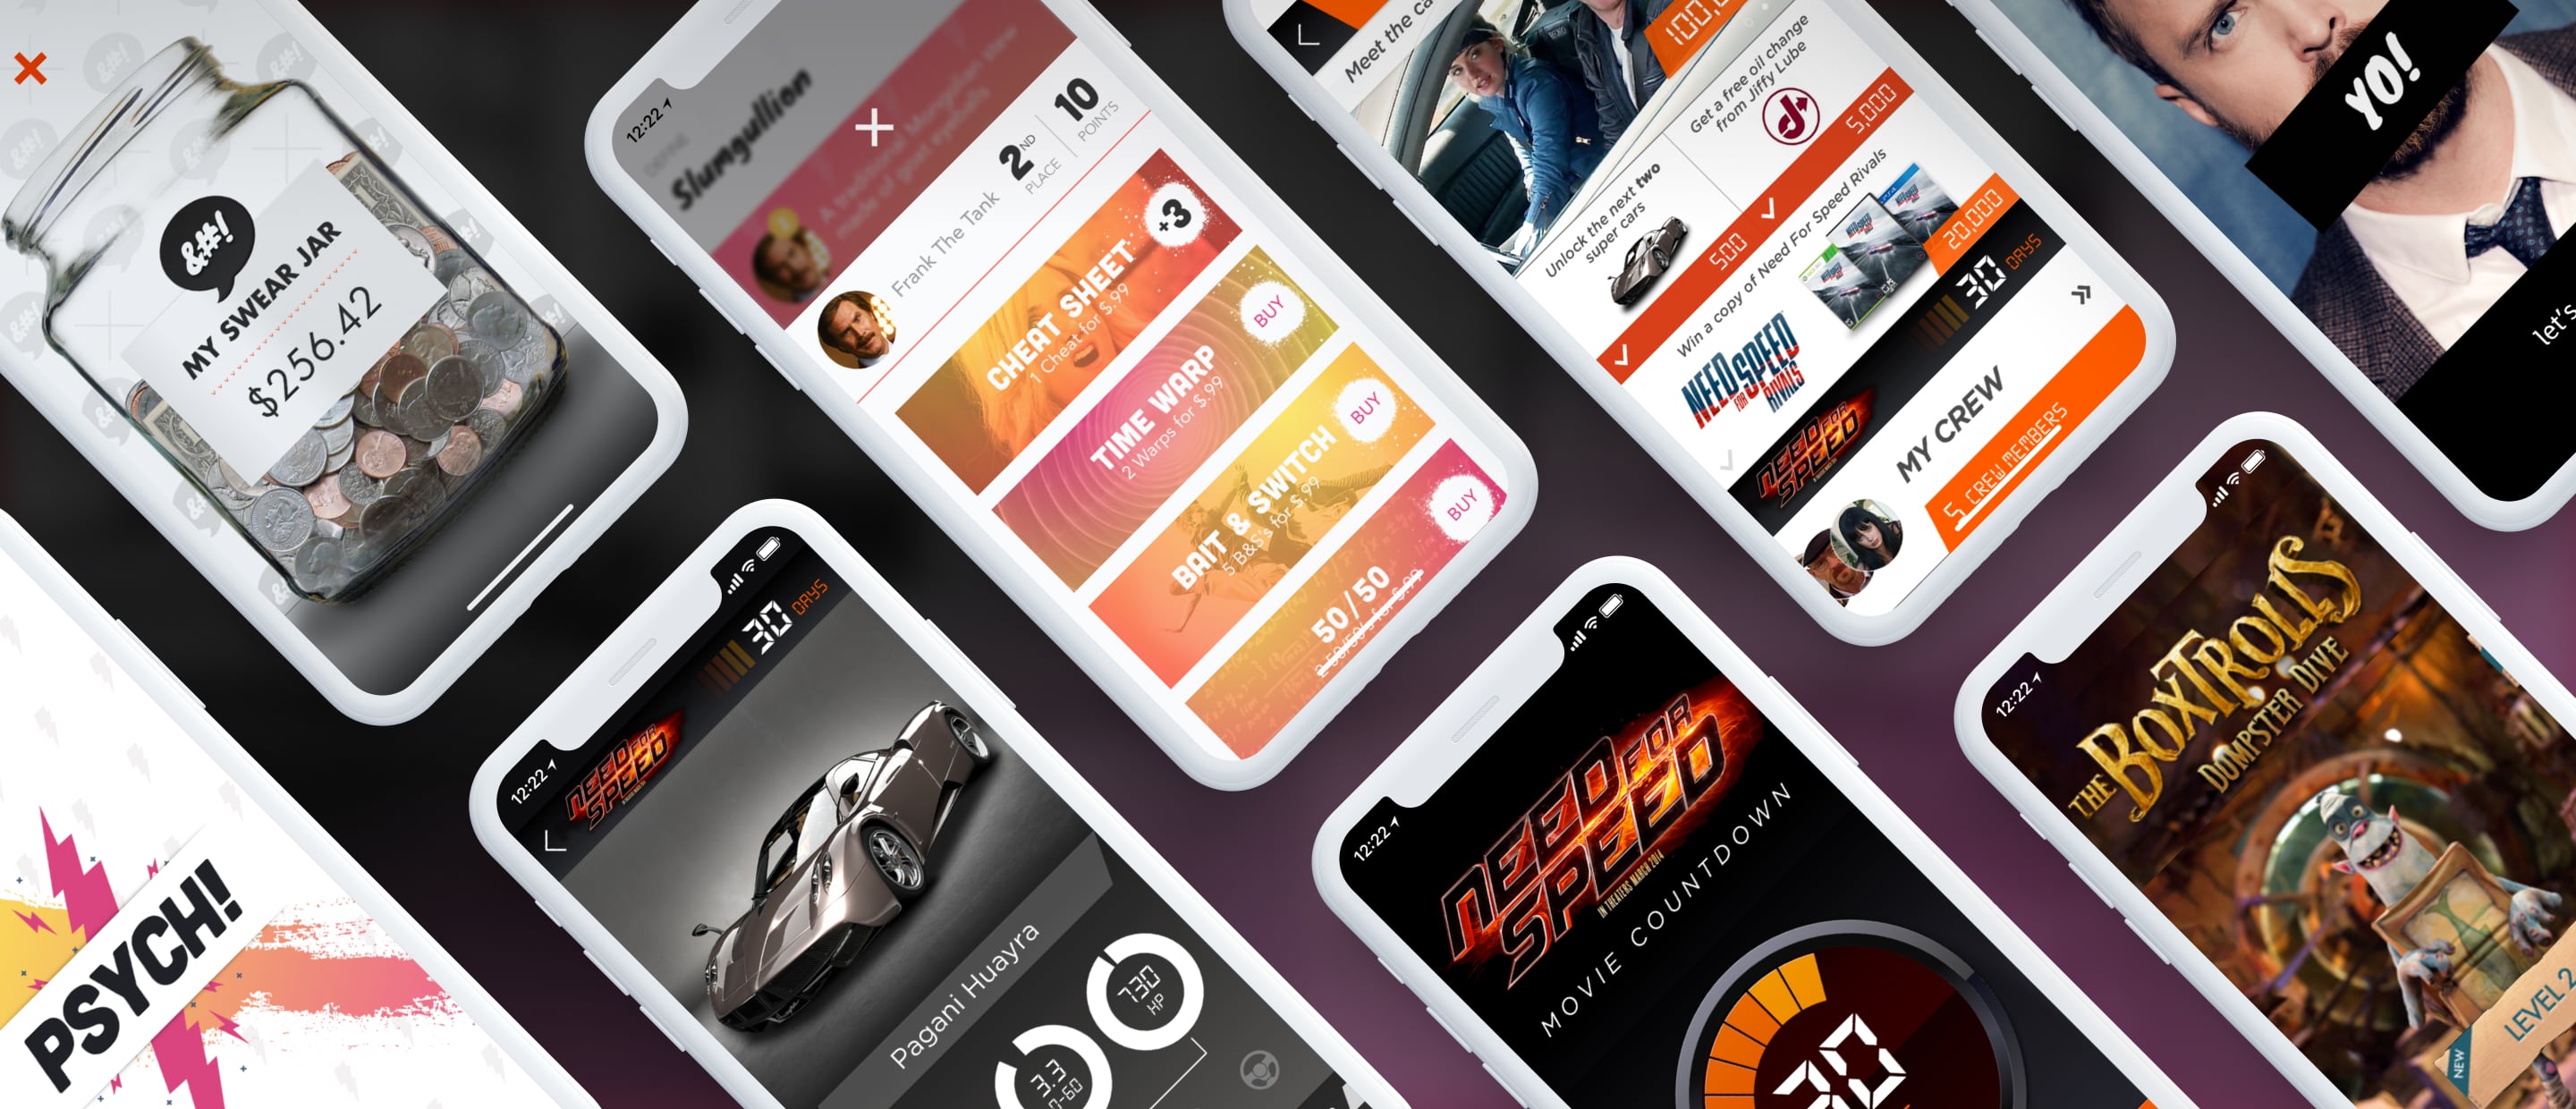 &#!
MY SWEAR JAR
$256.42
PSYCH!
12:22
DEFINE:
Slumgullion
A traditional Mongolian stew
made of goat eyeballs
Frank The Tank
2ND
PLACE
10
POINTS
CHEAT SHEET
1 Cheat for $.99
+3
TIME WARP
2 Warps for $.99
BUY
BAIT & SWITCH
5 B&S's for $.99
BUY
50/50
2 50/50's for $.99
BUY
12:22
NEED FOR
SPEED
30 DAYS
Pagani Huayra
3.3
0-60
730
HP
Meet the ca
100,0
Unlock the next two
super cars
500
Get a free oil change
from Jiffy Lube
5,000
Win a copy of Need For Speed Rivals
NEED FOR SPEED
RIVALS
20,000
NEED FOR
SPEED
30 DAYS
MY CREW
5 CREW MEMBERS
12:22
NEED FOR
SPEED
IN THEATERS MARCH 2014
MOVIE COUNTDOWN
30
YO!
let's
12:22
THE BOXTROLLS
DUMPSTER DIVE
NEW
LEVEL 2